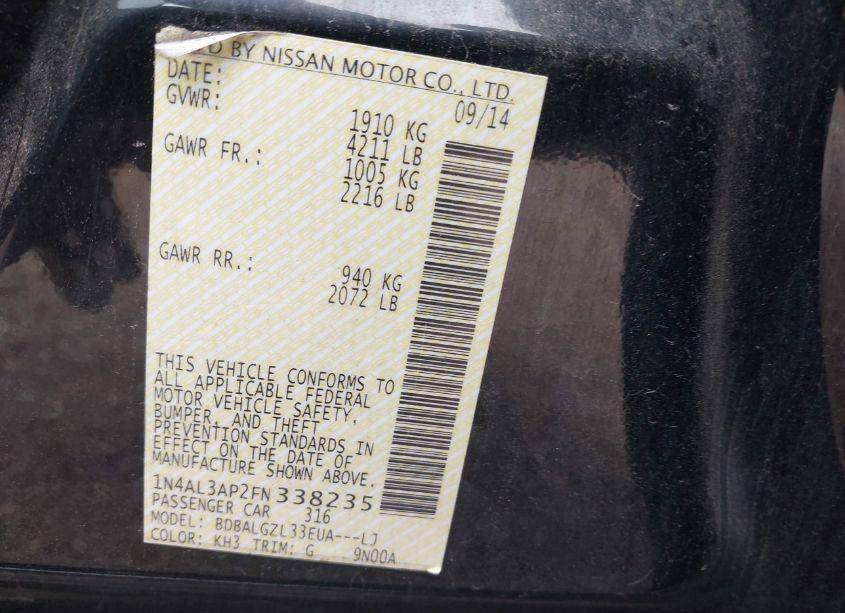 BY NISSAN MOTOR CO., LTD.
DATE: 09/14
GVWR: 1910 KG
4211 LB
GAWR FR.: 1005 KG
2216 LB
GAWR RR.: 940 KG
2072 LB
THIS VEHICLE CONFORMS TO
ALL APPLICABLE FEDERAL
MOTOR VEHICLE SAFETY,
BUMPER, AND THEFT
PREVENTION STANDARDS IN
EFFECT ON THE DATE OF
MANUFACTURE SHOWN ABOVE.
1N4AL3AP2FN338235
PASSENGER CAR 316
MODEL: BDBALGZL33EUA---LJ
COLOR: KH3 TRIM: G 9N00A